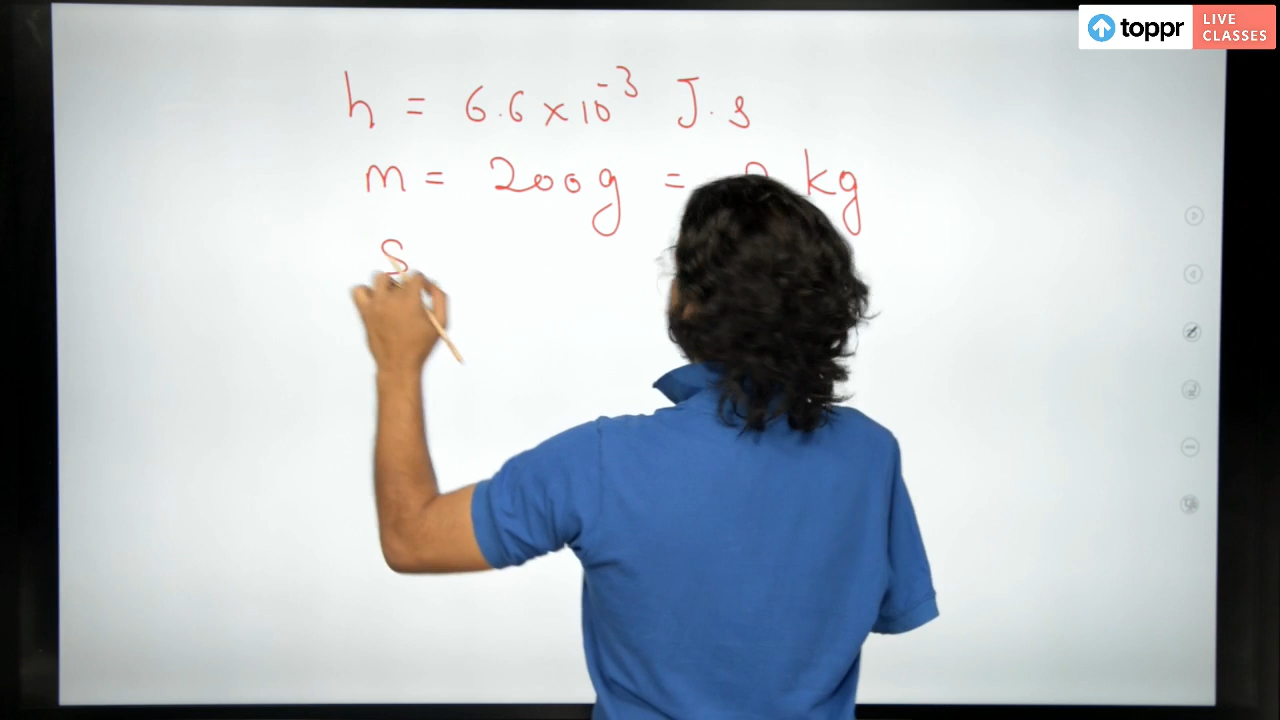 toppr LIVE CLASSES
h = 6.6 × 10⁻³ J.s
m = 200g = kg
S